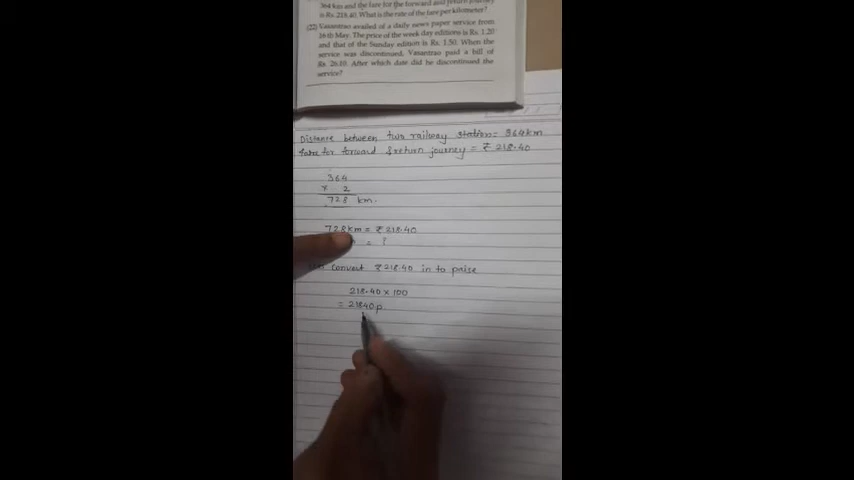 364 km and the fare for the forward and return journey
is Rs. 218.40. What is the rate of the fare per kilometer?
(22) Vasantrao availed of a daily news paper service from
16th May. The price of the week day editions is Rs. 1.20
and that of the Sunday edition is Rs. 1.50. When the
service was discontinued, Vasantrao paid a bill of
Rs. 26.10. After which date did he discontinued the
service?
Distance between two railway station = 364km
fare for forward & return journey = ₹ 218.40
364
x 2
728 km.
728km = ₹ 218.40
= ?
convert ₹ 218.40 in to paise
218.40 x 100
= 21840 p.